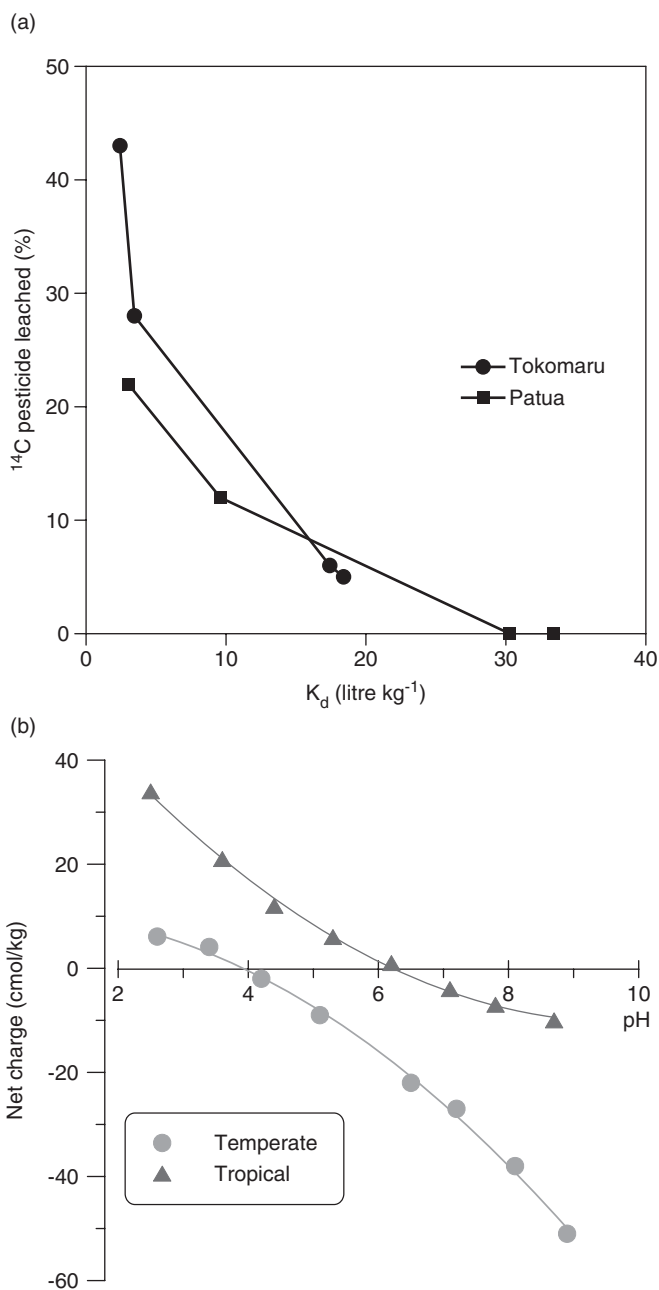 (a)
50
40
30
20
10
0
¹⁴C pesticide leached (%)
Tokomaru
Patua
0 10 20 30 40
K_d (litre kg⁻¹)
(b)
40
20
0
-20
-40
-60
Net charge (cmol/kg)
2 4 6 8 10
pH
Temperate
Tropical